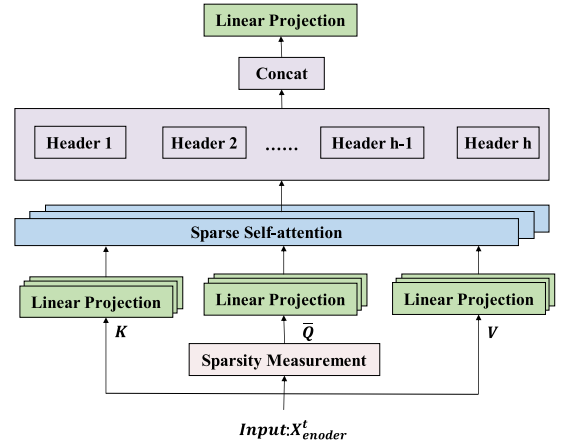 Linear Projection
Concat
Header 1 Header 2 ...... Header h-1 Header h
Sparse Self-attention
Linear Projection Linear Projection Linear Projection
K Q̅ V
Sparsity Measurement
Input:X^t_enoder